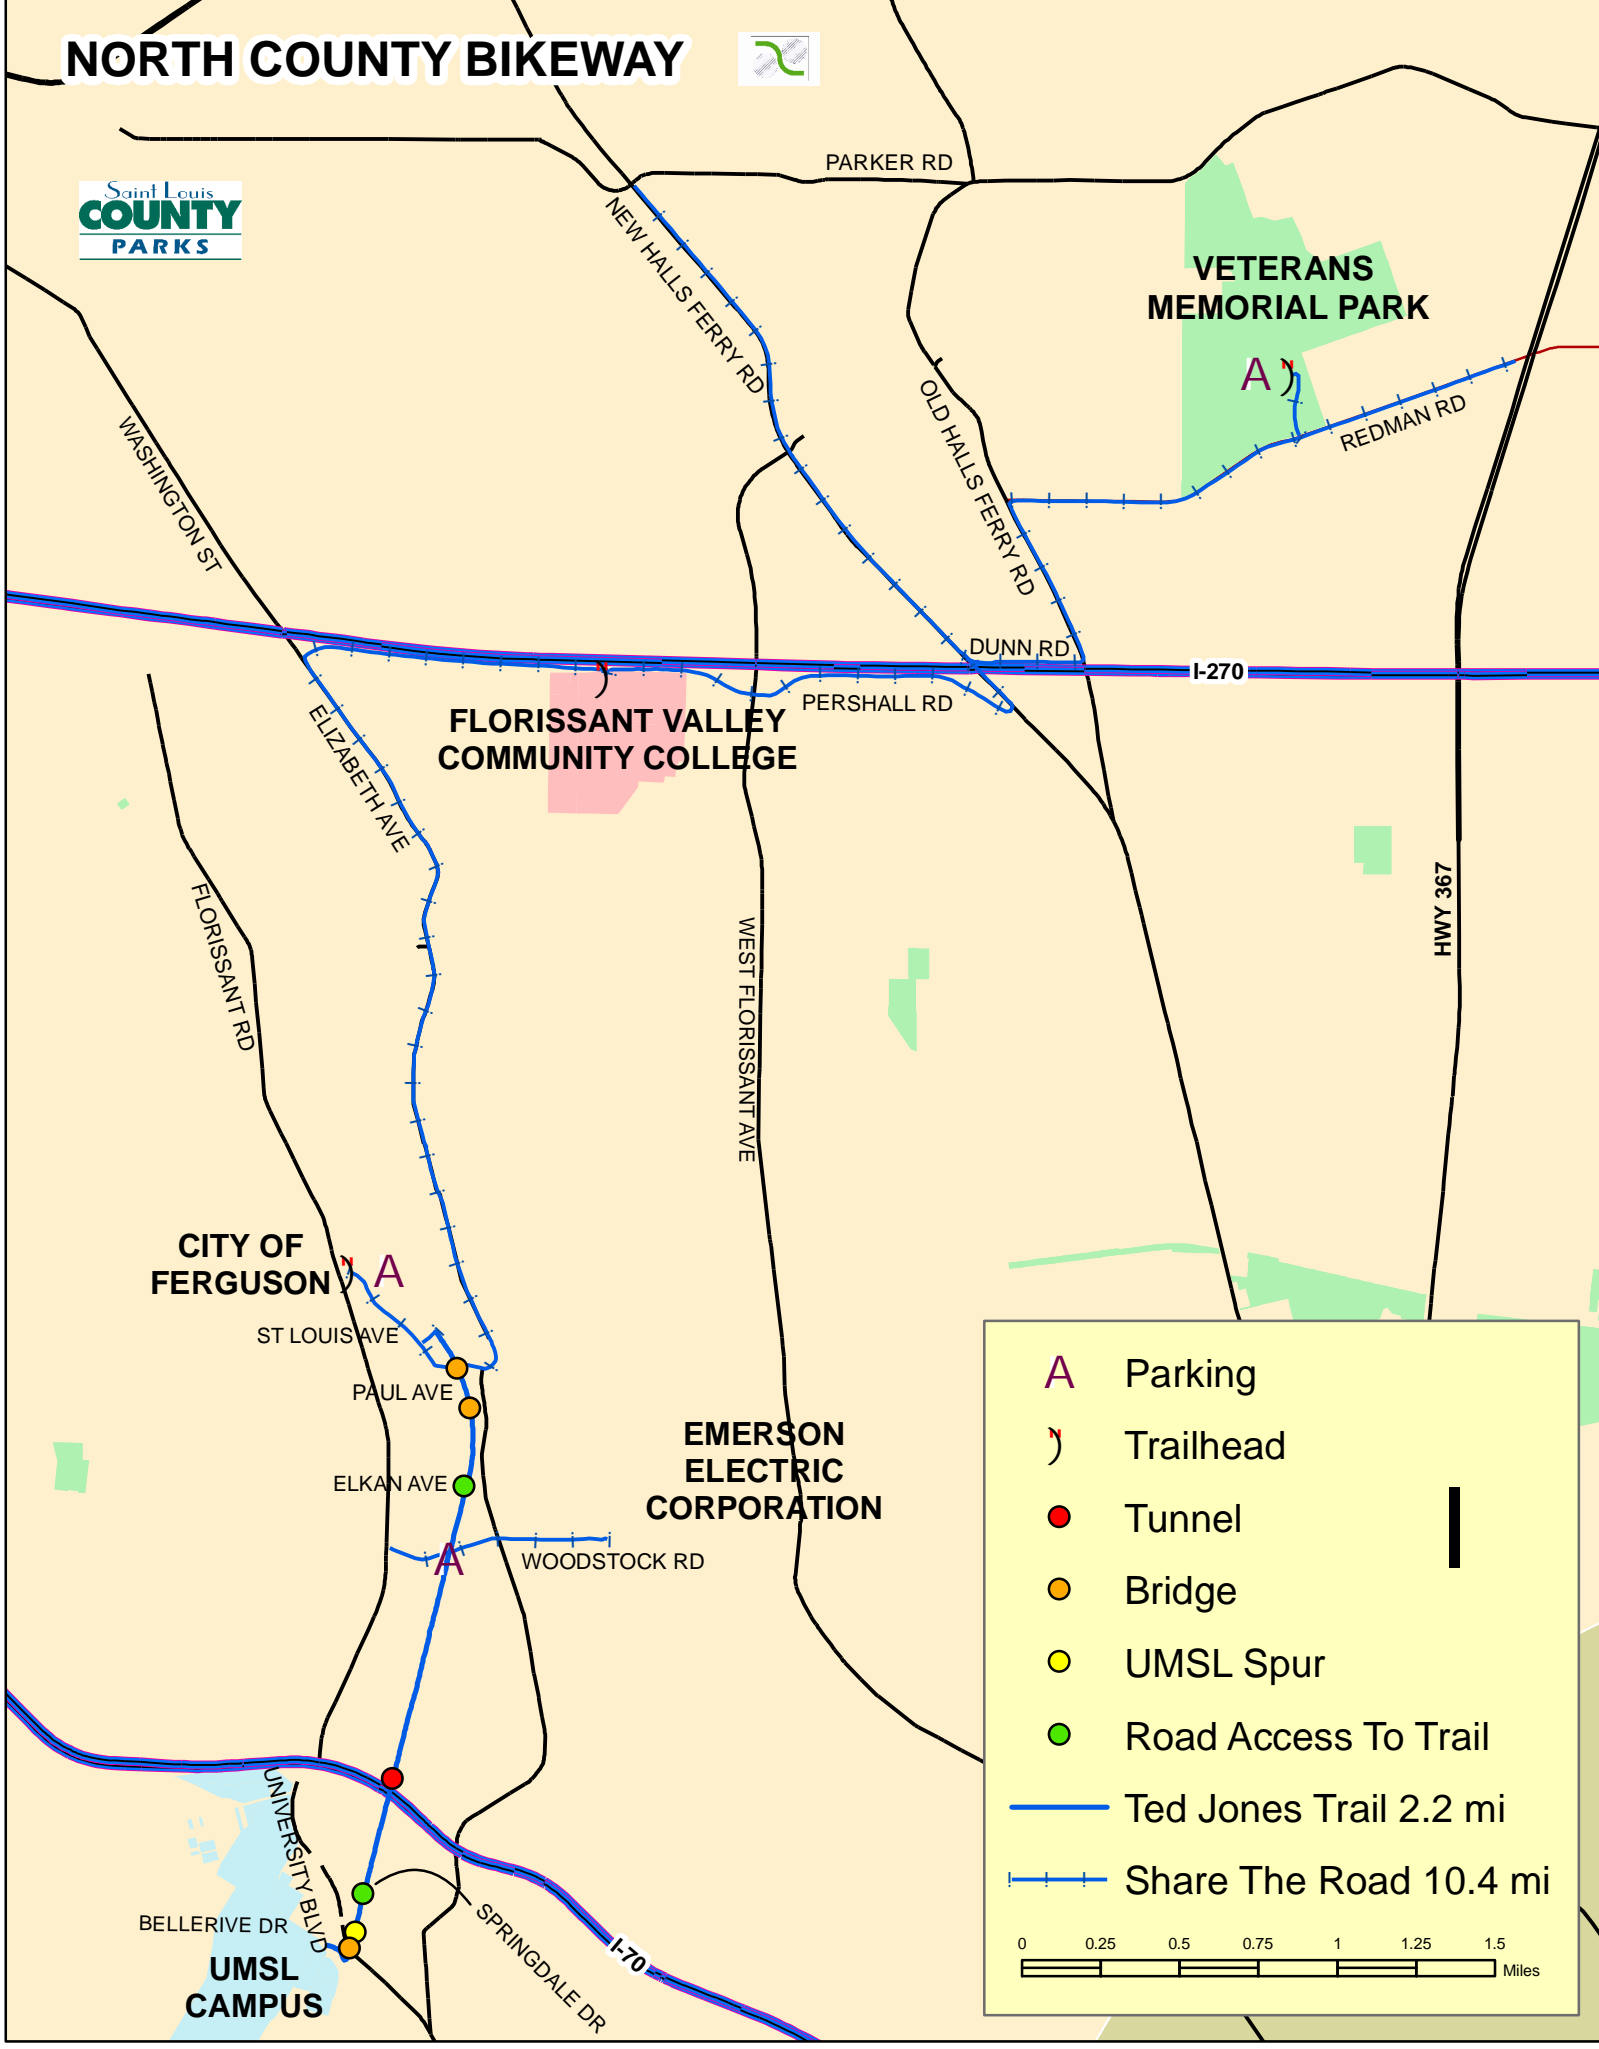 NORTH COUNTY BIKEWAY
Saint Louis
COUNTY
PARKS
PARKER RD
NEW HALLS FERRY RD
VETERANS
MEMORIAL PARK
A
OLD HALLS FERRY RD
REDMAN RD
WASHINGTON ST
DUNN RD
I-270
PERSHALL RD
FLORISSANT VALLEY
COMMUNITY COLLEGE
ELIZABETH AVE
FLORISSANT RD
WEST FLORISSANT AVE
HWY 367
CITY OF
FERGUSON
A
ST LOUIS AVE
PAUL AVE
ELKAN AVE
EMERSON
ELECTRIC
CORPORATION
A
WOODSTOCK RD
UNIVERSITY BLVD
BELLERIVE DR
UMSL
CAMPUS
SPRINGDALE DR
I-70
A Parking
Trailhead
Tunnel
Bridge
UMSL Spur
Road Access To Trail
Ted Jones Trail 2.2 mi
Share The Road 10.4 mi
0 0.25 0.5 0.75 1 1.25 1.5
Miles